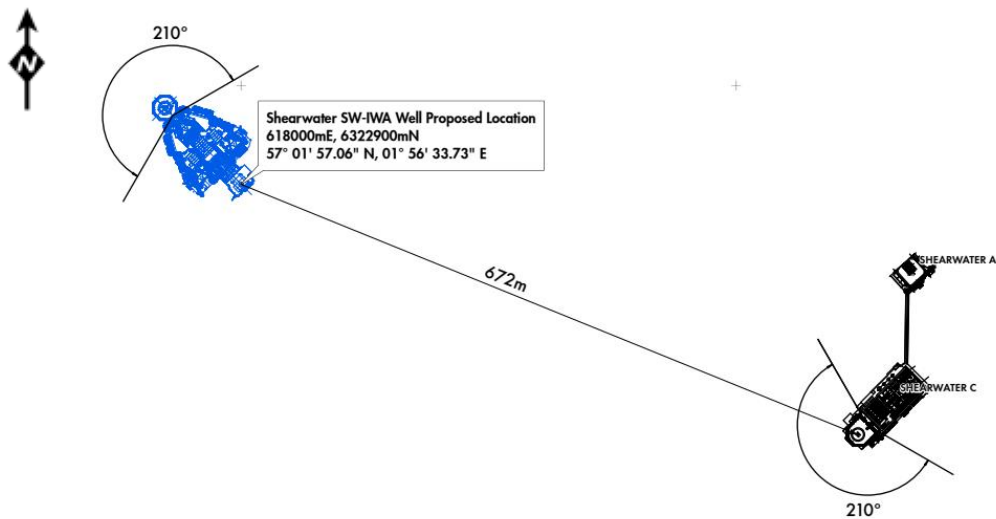 N
210°
Shearwater SW-IWA Well Proposed Location
618000mE, 6322900mN
57° 01' 57.06" N, 01° 56' 33.73" E
672m
SHEARWATER A
SHEARWATER C
210°